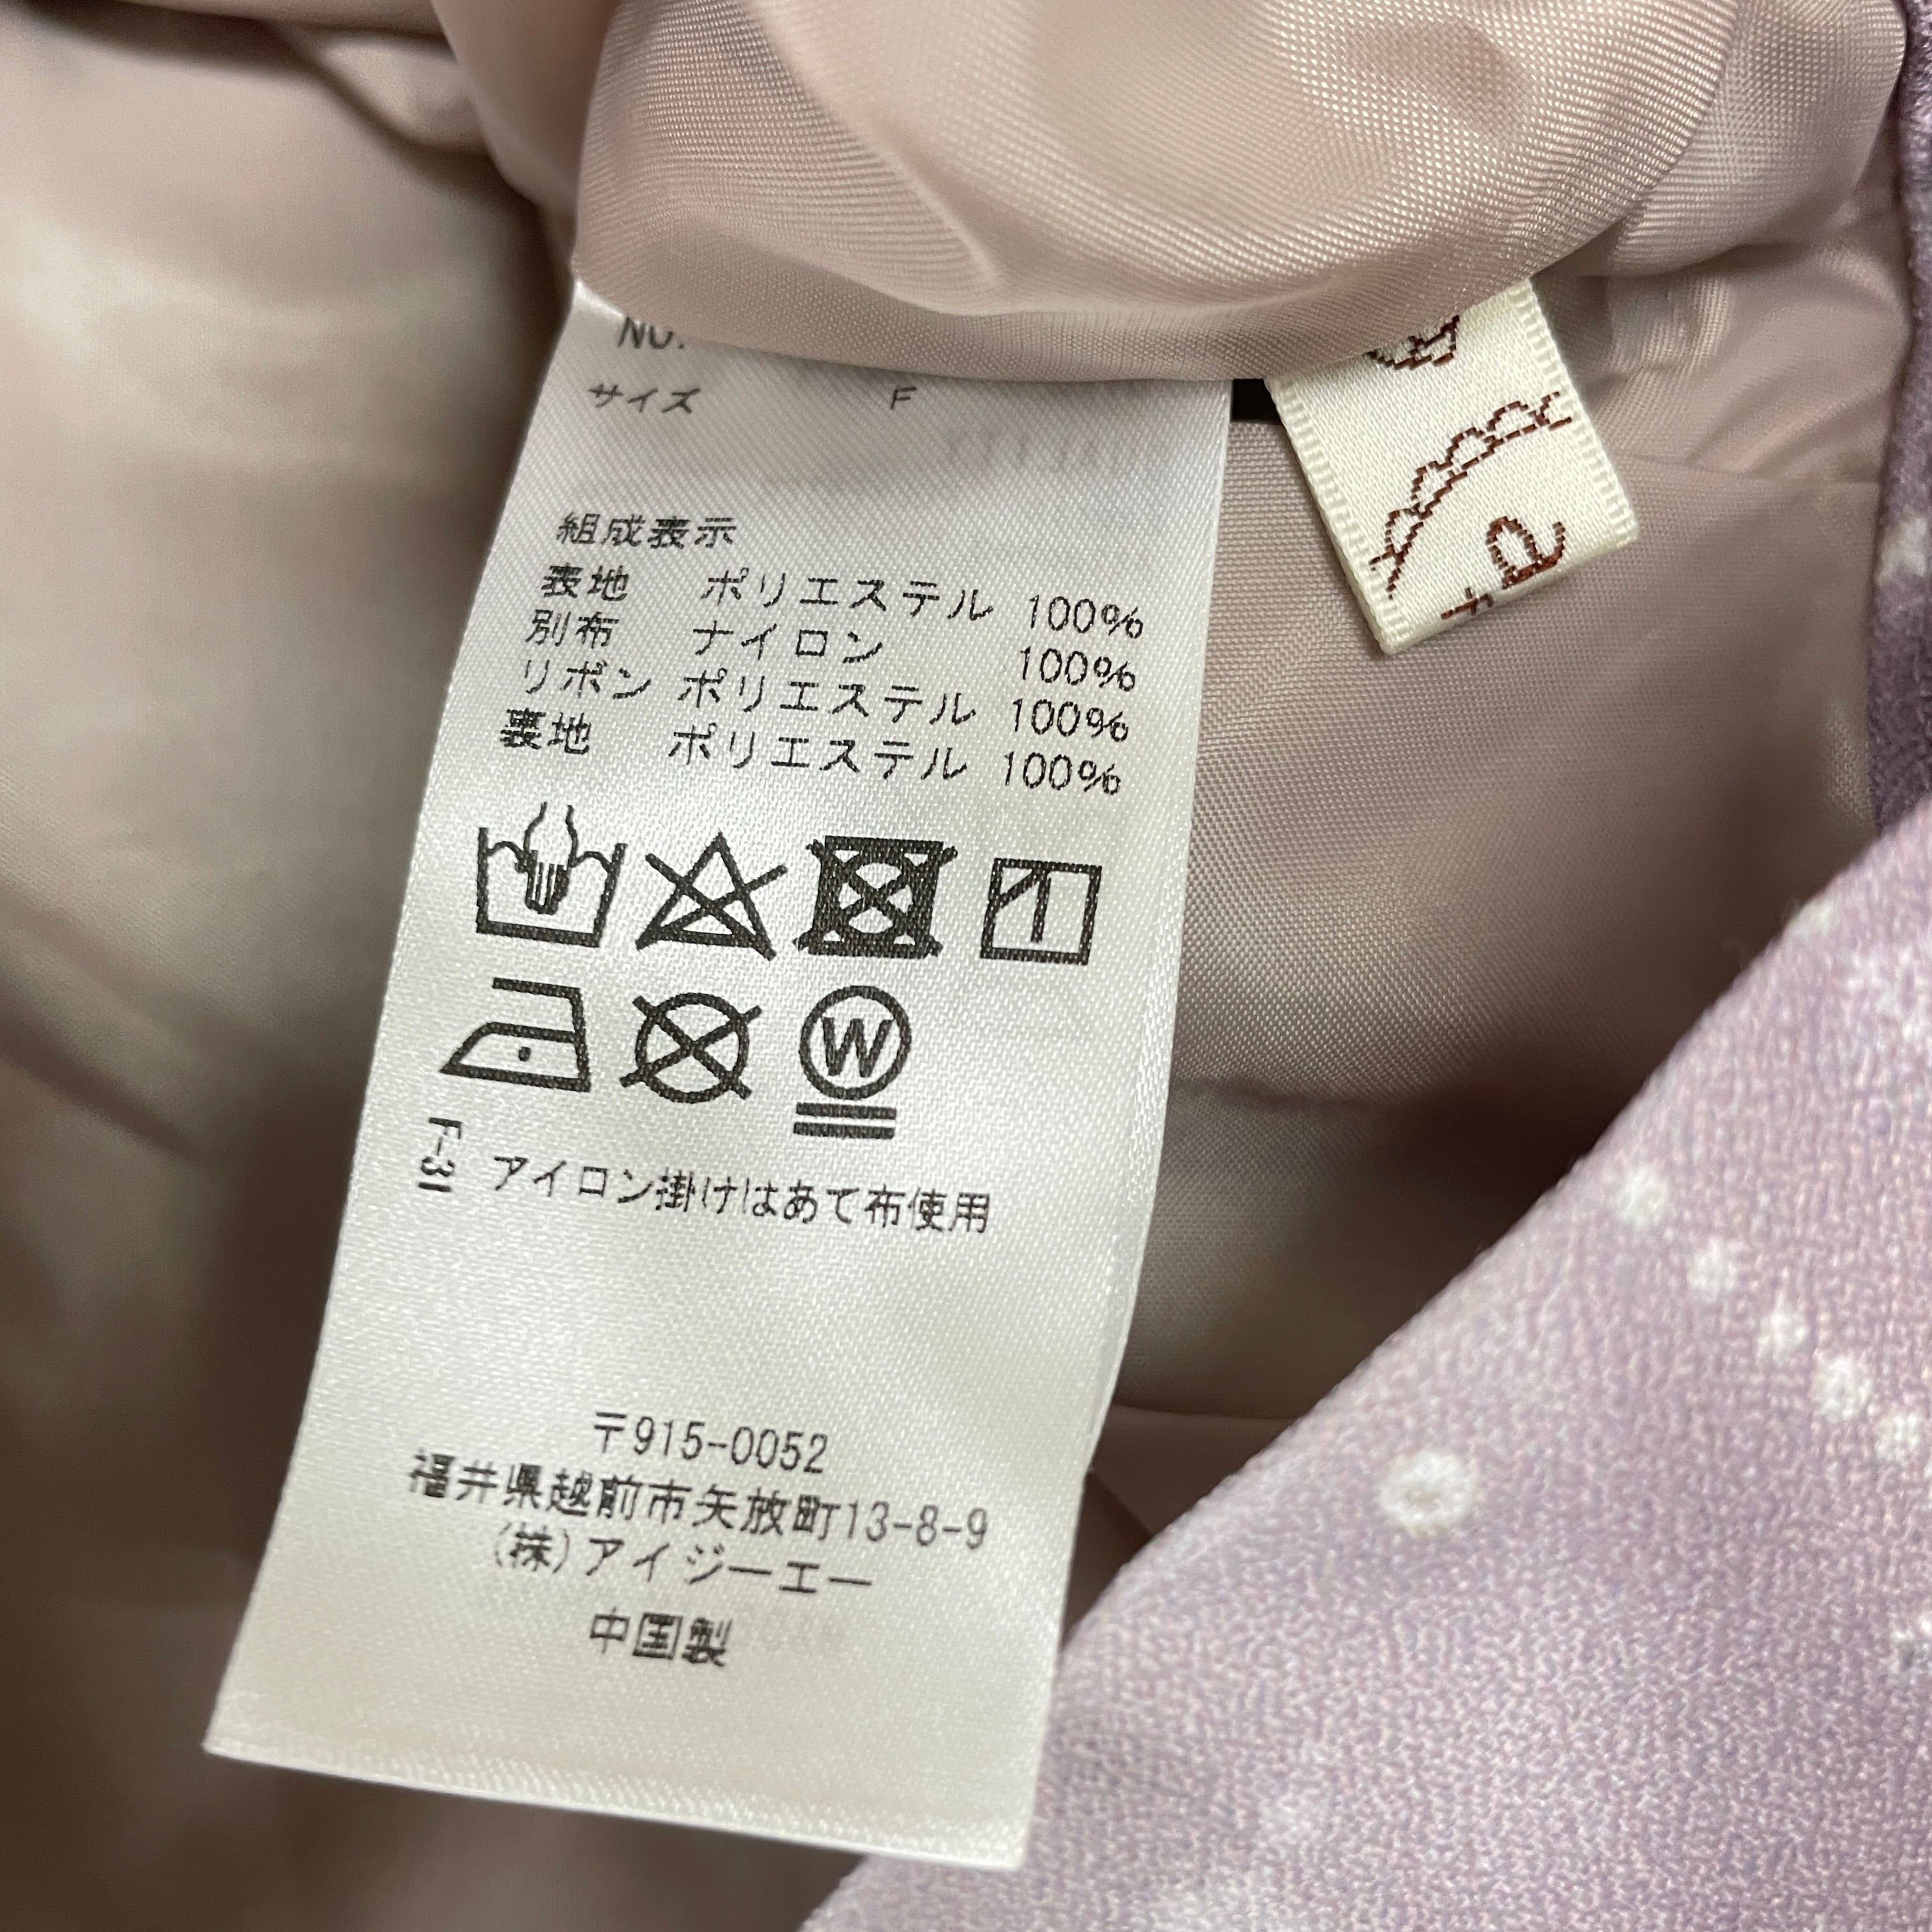 NO.
サイズ F
組成表示
表地 ポリエステル 100%
別布 ナイロン 100%
リボン ポリエステル 100%
裏地 ポリエステル 100%
W
F-31 アイロン掛けはあて布使用
〒915-0052
福井県越前市矢放町13-8-9
(株)アイジーエー
中国製